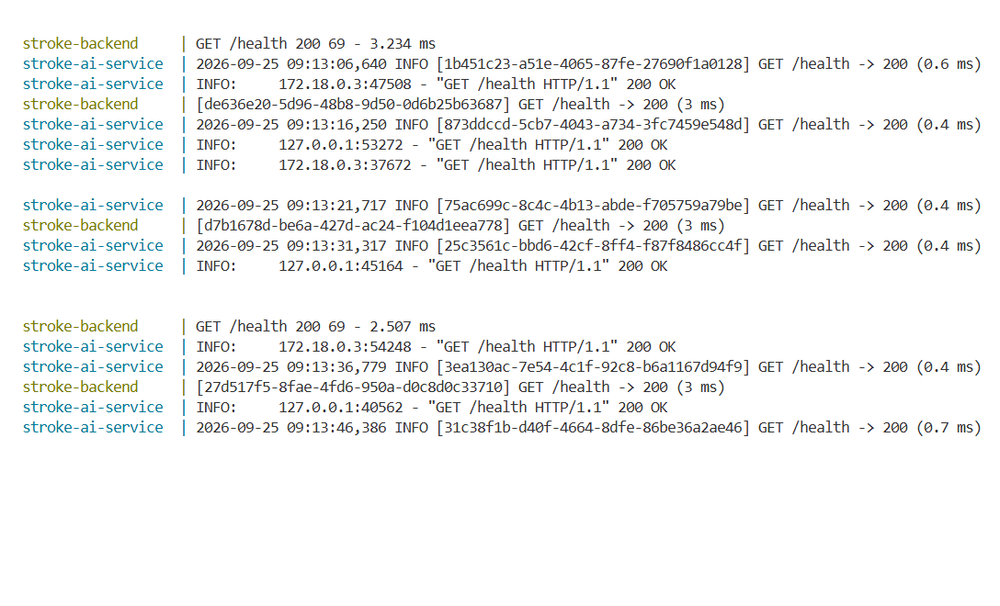 stroke-backend     | GET /health 200 69 - 3.234 ms
stroke-ai-service  | 2026-09-25 09:13:06,640 INFO [1b451c23-a51e-4065-87fe-27690f1a0128] GET /health -> 200 (0.6 ms)
stroke-ai-service  | INFO:     172.18.0.3:47508 - "GET /health HTTP/1.1" 200 OK
stroke-backend     | [de636e20-5d96-48b8-9d50-0d6b25b63687] GET /health -> 200 (3 ms)
stroke-ai-service  | 2026-09-25 09:13:16,250 INFO [873ddccd-5cb7-4043-a734-3fc7459e548d] GET /health -> 200 (0.4 ms)
stroke-ai-service  | INFO:     127.0.0.1:53272 - "GET /health HTTP/1.1" 200 OK
stroke-ai-service  | INFO:     172.18.0.3:37672 - "GET /health HTTP/1.1" 200 OK
stroke-ai-service  | 2026-09-25 09:13:21,717 INFO [75ac699c-8c4c-4b13-abde-f705759a79be] GET /health -> 200 (0.4 ms)
stroke-backend     | [d7b1678d-be6a-427d-ac24-f104d1eea778] GET /health -> 200 (3 ms)
stroke-ai-service  | 2026-09-25 09:13:31,317 INFO [25c3561c-bbd6-42cf-8ff4-f87f8486cc4f] GET /health -> 200 (0.4 ms)
stroke-ai-service  | INFO:     127.0.0.1:45164 - "GET /health HTTP/1.1" 200 OK
stroke-backend     | GET /health 200 69 - 2.507 ms
stroke-ai-service  | INFO:     172.18.0.3:54248 - "GET /health HTTP/1.1" 200 OK
stroke-ai-service  | 2026-09-25 09:13:36,779 INFO [3ea130ac-7e54-4c1f-92c8-b6a1167d94f9] GET /health -> 200 (0.4 ms)
stroke-backend     | [27d517f5-8fae-4fd6-950a-d0c8d0c33710] GET /health -> 200 (3 ms)
stroke-ai-service  | INFO:     127.0.0.1:40562 - "GET /health HTTP/1.1" 200 OK
stroke-ai-service  | 2026-09-25 09:13:46,386 INFO [31c38f1b-d40f-4664-8dfe-86be36a2ae46] GET /health -> 200 (0.7 ms)